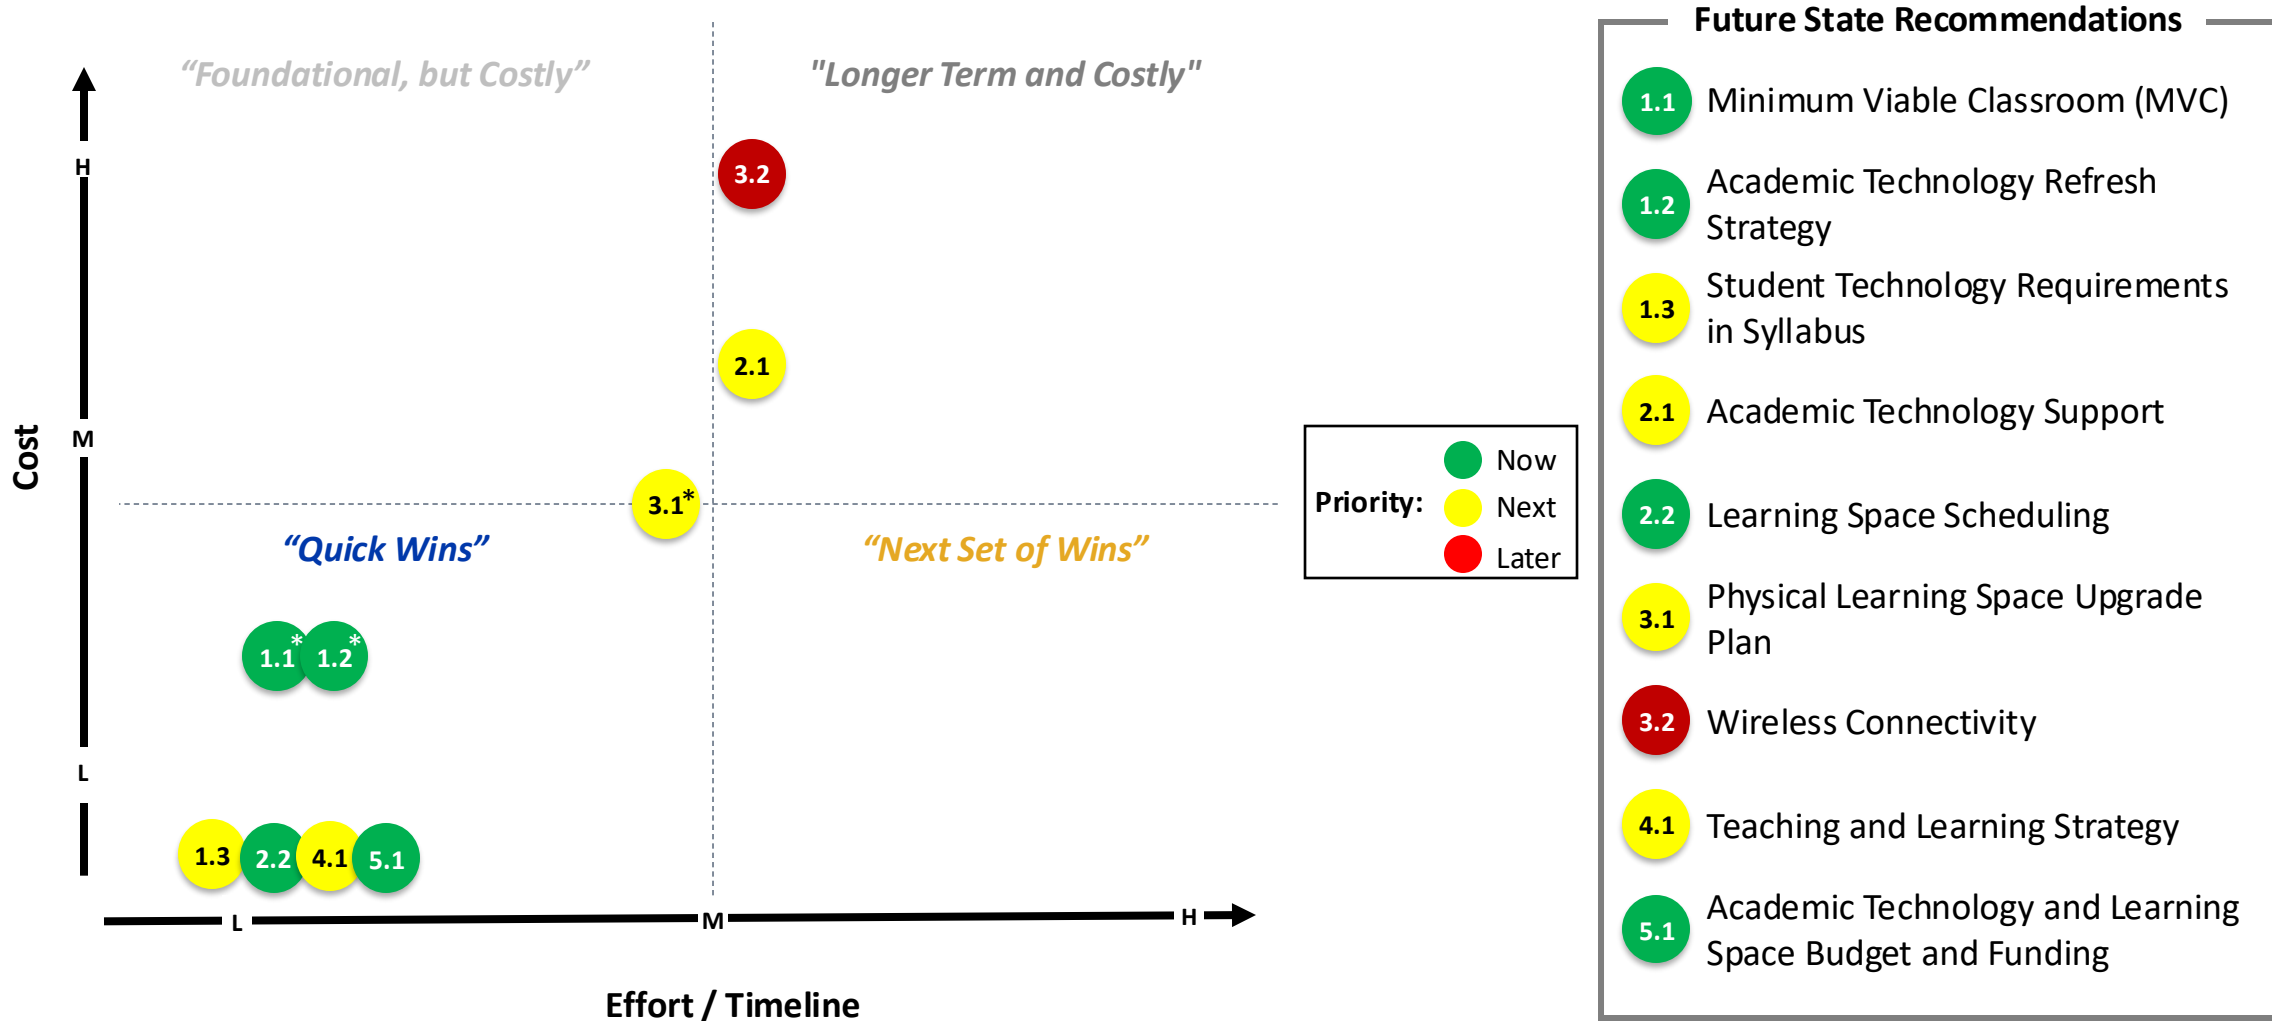 “Foundational, but Costly”
"Longer Term and Costly"
H
M
L
Cost
3.2
2.1
3.1*
“Quick Wins”
“Next Set of Wins”
1.1*
1.2*
1.3
2.2
4.1
5.1
L
M
H
Effort / Timeline
Priority:
Now
Next
Later
Future State Recommendations
1.1 Minimum Viable Classroom (MVC)
1.2 Academic Technology Refresh
Strategy
1.3 Student Technology Requirements
in Syllabus
2.1 Academic Technology Support
2.2 Learning Space Scheduling
3.1 Physical Learning Space Upgrade
Plan
3.2 Wireless Connectivity
4.1 Teaching and Learning Strategy
5.1 Academic Technology and Learning
Space Budget and Funding